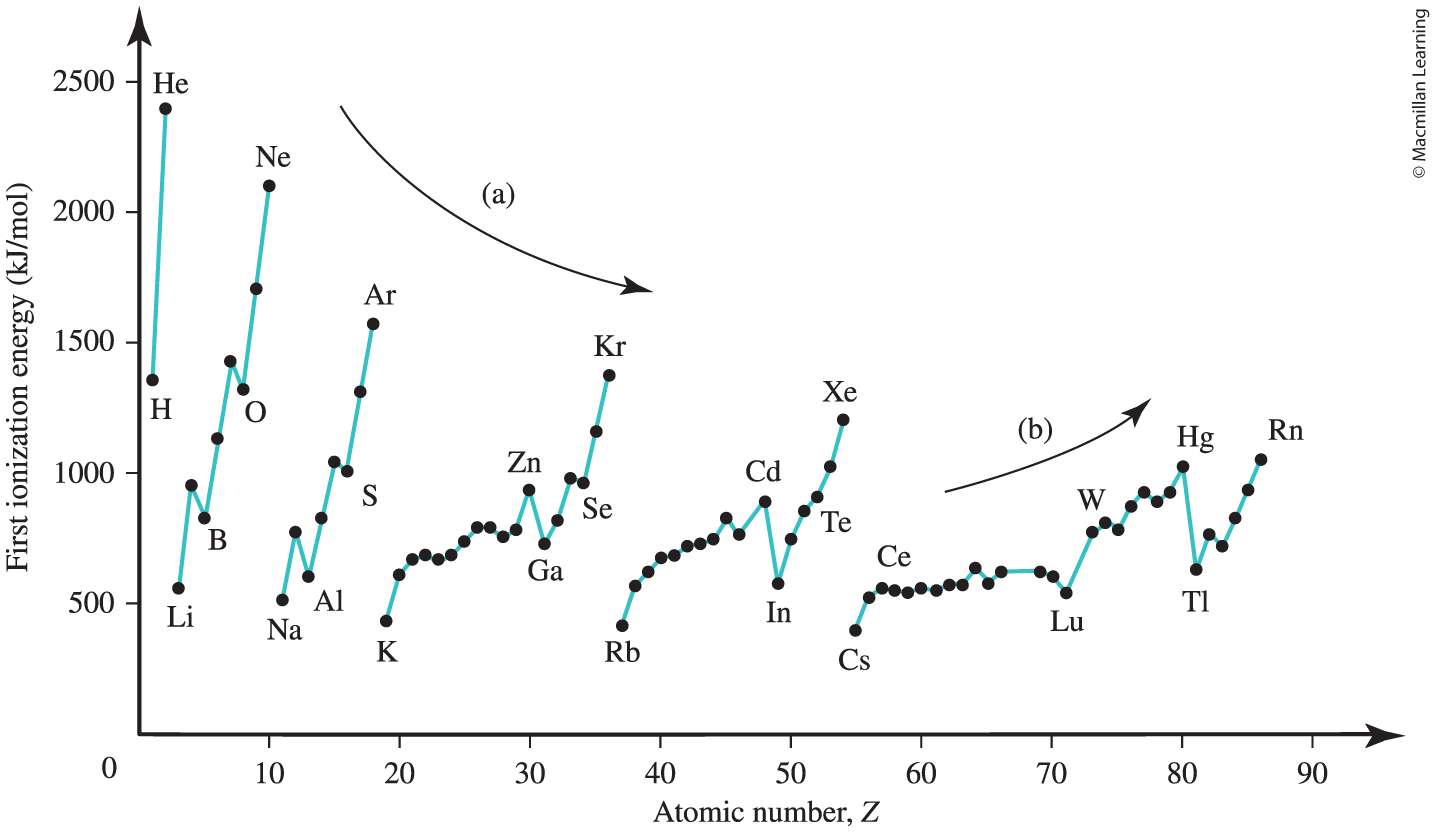 © Macmillan Learning
First ionization energy (kJ/mol)
2500
2000
1500
1000
500
0
He
H
Li
B
O
Ne
Na
Al
S
Ar
K
Zn
Ga
Se
Kr
Rb
Cd
In
Te
Xe
Cs
Ce
Lu
W
Hg
Tl
Rn
(a)
(b)
10 20 30 40 50 60 70 80 90
Atomic number, Z